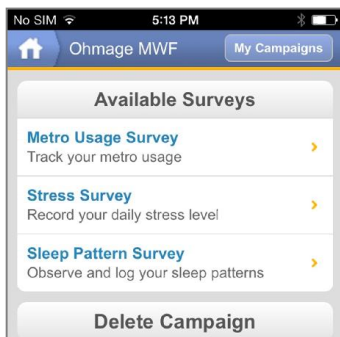 No SIM 5:13 PM
Ohmage MWF My Campaigns
Available Surveys
Metro Usage Survey
Track your metro usage
Stress Survey
Record your daily stress level
Sleep Pattern Survey
Observe and log your sleep patterns
Delete Campaign